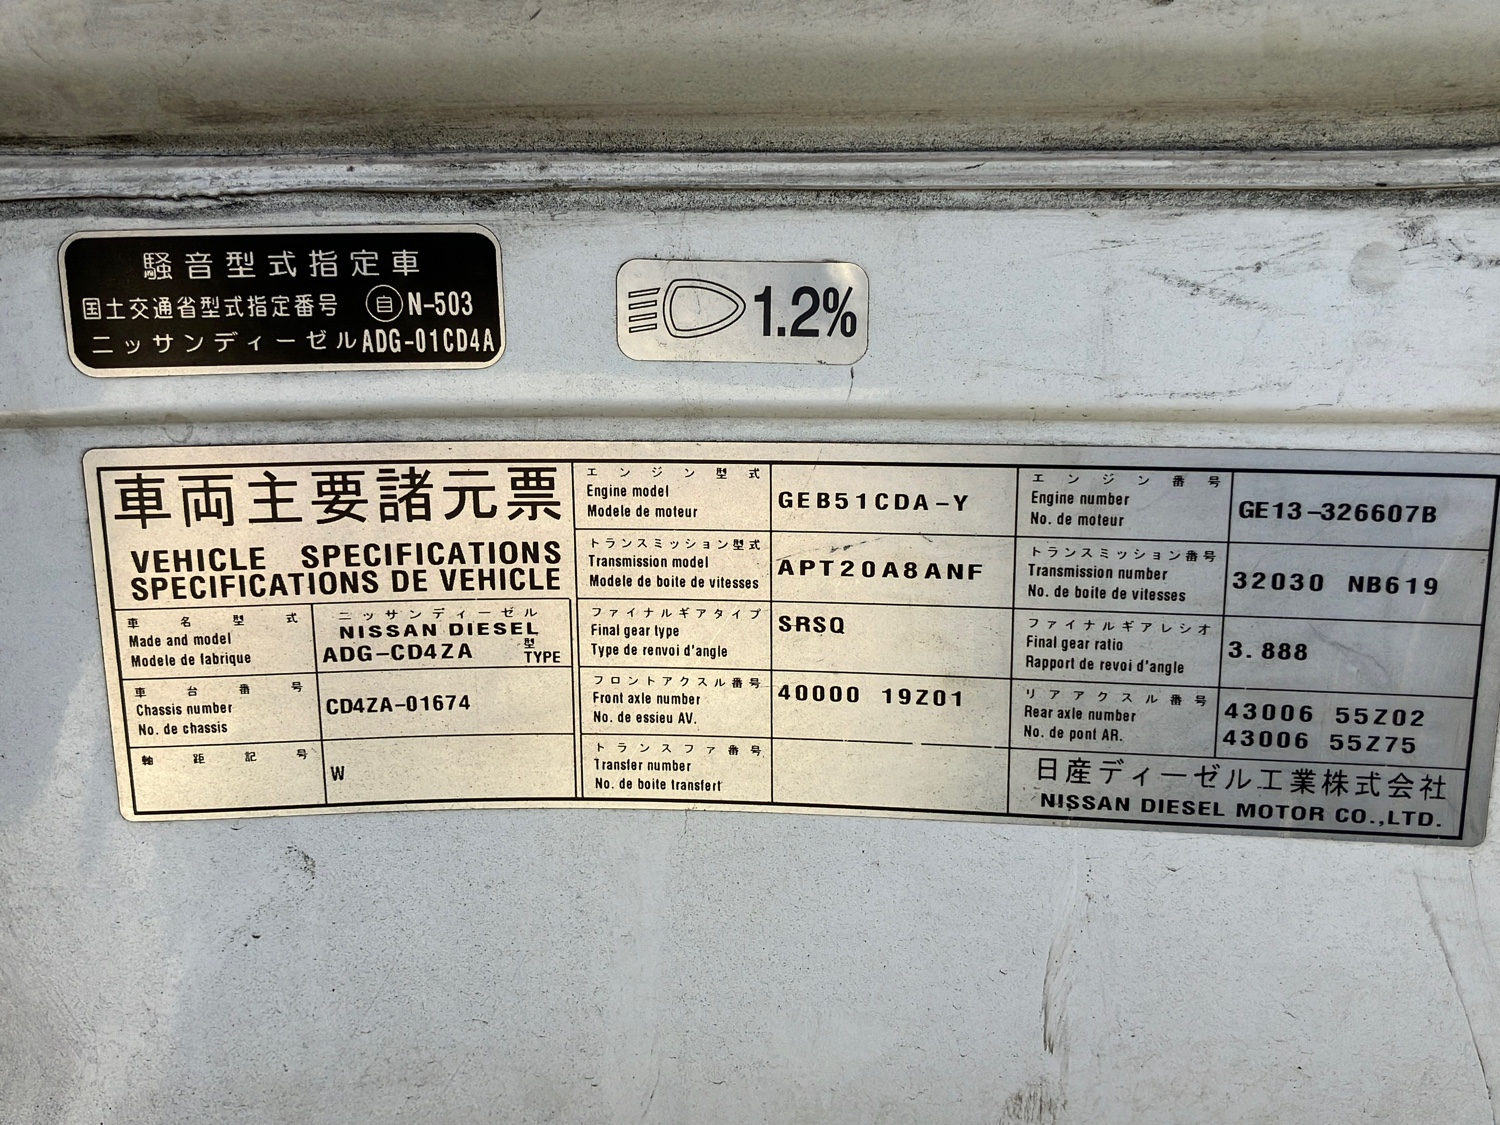 騒音型式指定車
国土交通省型式指定番号 自 N-503
ニッサンディーゼル ADG-01CD4A
1.2%
車両主要諸元票
VEHICLE SPECIFICATIONS
SPECIFICATIONS DE VEHICLE
車名型式
Made and model
Modele de fabrique
ニッサンディーゼル
NISSAN DIESEL
ADG-CD4ZA
型
TYPE
車台番号
Chassis number
No. de chassis
CD4ZA-01674
軸距記号
W
エンジン型式
Engine model
Modele de moteur
GEB51CDA-Y
トランスミッション型式
Transmission model
Modele de boite de vitesses
APT20A8ANF
ファイナルギアタイプ
Final gear type
Type de renvoi d'angle
SRSQ
フロントアクスル番号
Front axle number
No. de essieu AV.
40000 19Z01
トランスファ番号
Transfer number
No. de boite transfert
エンジン番号
Engine number
No. de moteur
GE13-326607B
トランスミッション番号
Transmission number
No. de boite de vitesses
32030 NB619
ファイナルギアレシオ
Final gear ratio
Rapport de revoi d'angle
3.888
リアアクスル番号
Rear axle number
No. de pont AR.
43006 55Z02
43006 55Z75
日産ディーゼル工業株式会社
NISSAN DIESEL MOTOR CO.,LTD.